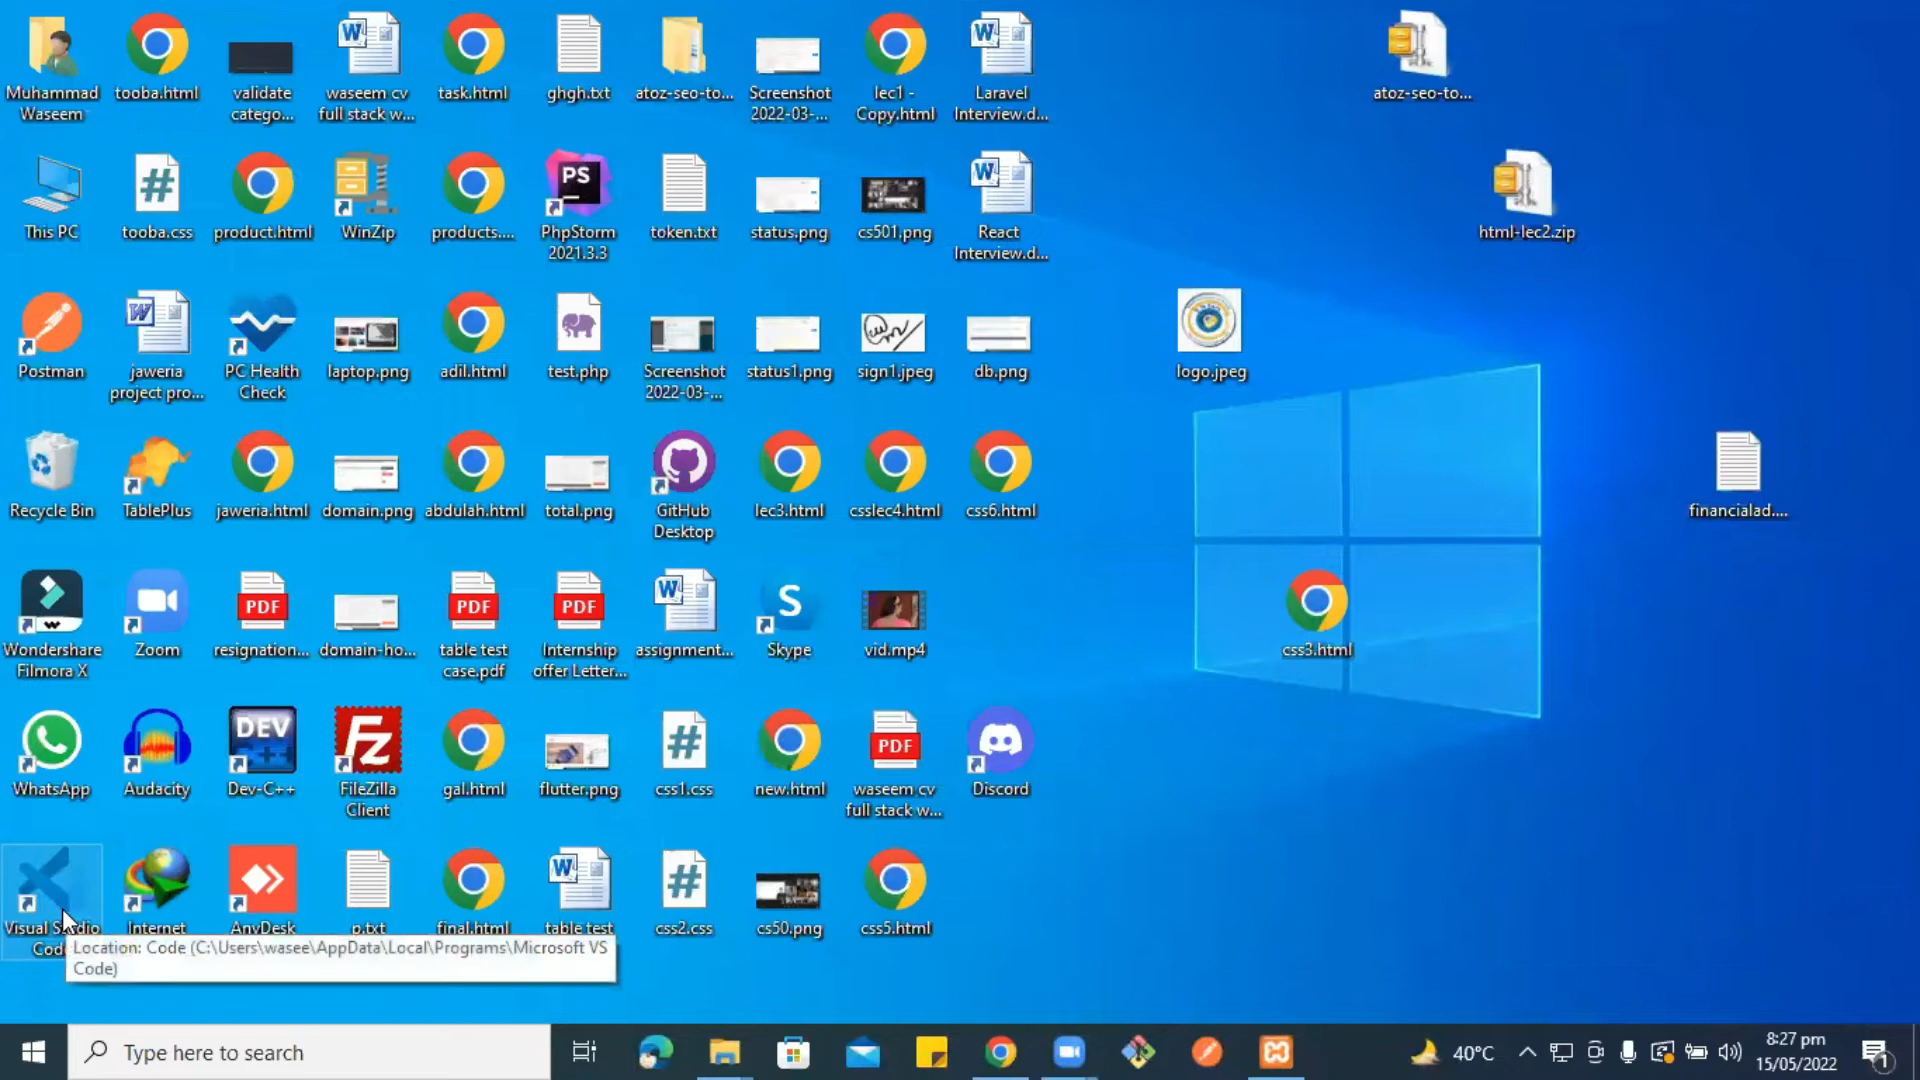 Muhammad
Waseem
tooba.html
validate
catego...
waseem cv
full stack w...
task.html
ghgh.txt
atoz-seo-to...
Screenshot
2022-03-...
lec1 -
Copy.html
Laravel
Interview.d...
atoz-seo-to...
This PC
tooba.css
product.html
WinZip
products....
PS
PhpStorm
2021.3.3
token.txt
status.png
cs501.png
React
Interview.d...
html-lec2.zip
Postman
jaweria
project pro...
PC Health
Check
laptop.png
adil.html
test.php
Screenshot
2022-03-...
status1.png
sign1.jpeg
db.png
logo.jpeg
Recycle Bin
TablePlus
jaweria.html
domain.png
abdulah.html
total.png
GitHub
Desktop
lec3.html
csslec4.html
css6.html
financialad....
Wondershare
Filmora X
Zoom
PDF
resignation...
domain-ho...
PDF
table test
case.pdf
PDF
Internship
offer Letter...
assignment...
S
Skype
vid.mp4
css3.html
WhatsApp
Audacity
DEV
C++
Dev-C++
Fz
FileZilla
Client
gal.html
flutter.png
css1.css
new.html
PDF
waseem cv
full stack w...
Discord
Visual Studio
Code
Internet
AnyDesk
p.txt
final.html
table test
css2.css
cs50.png
css5.html
Location: Code (C:\Users\wasee\AppData\Local\Programs\Microsoft VS
Code)
Type here to search
40°C
8:27 pm
15/05/2022
1